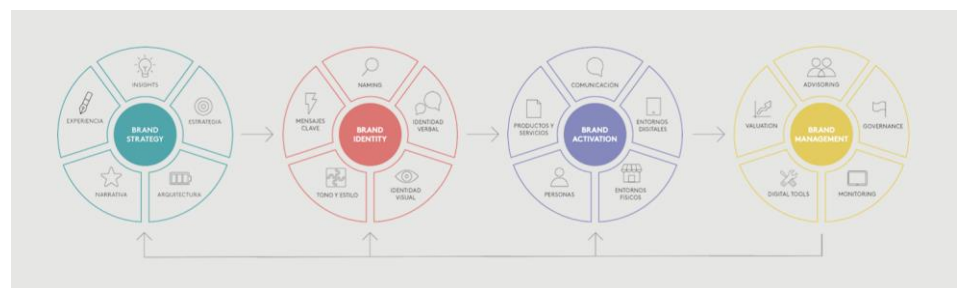 INSIGHTS
EXPERIENCIA
ESTRATEGIA
BRAND
STRATEGY
NARRATIVA
ARQUITECTURA
NAMING
MENSAJES
CLAVE
IDENTIDAD
VERBAL
BRAND
IDENTITY
TONO Y ESTILO
IDENTIDAD
VISUAL
COMUNICACIÓN
PRODUCTOS Y
SERVICIOS
ENTORNOS
DIGITALES
BRAND
ACTIVATION
PERSONAS
ENTORNOS
FÍSICOS
ADVISORING
VALUATION
GOVERNANCE
BRAND
MANAGEMENT
DIGITAL TOOLS
MONITORING